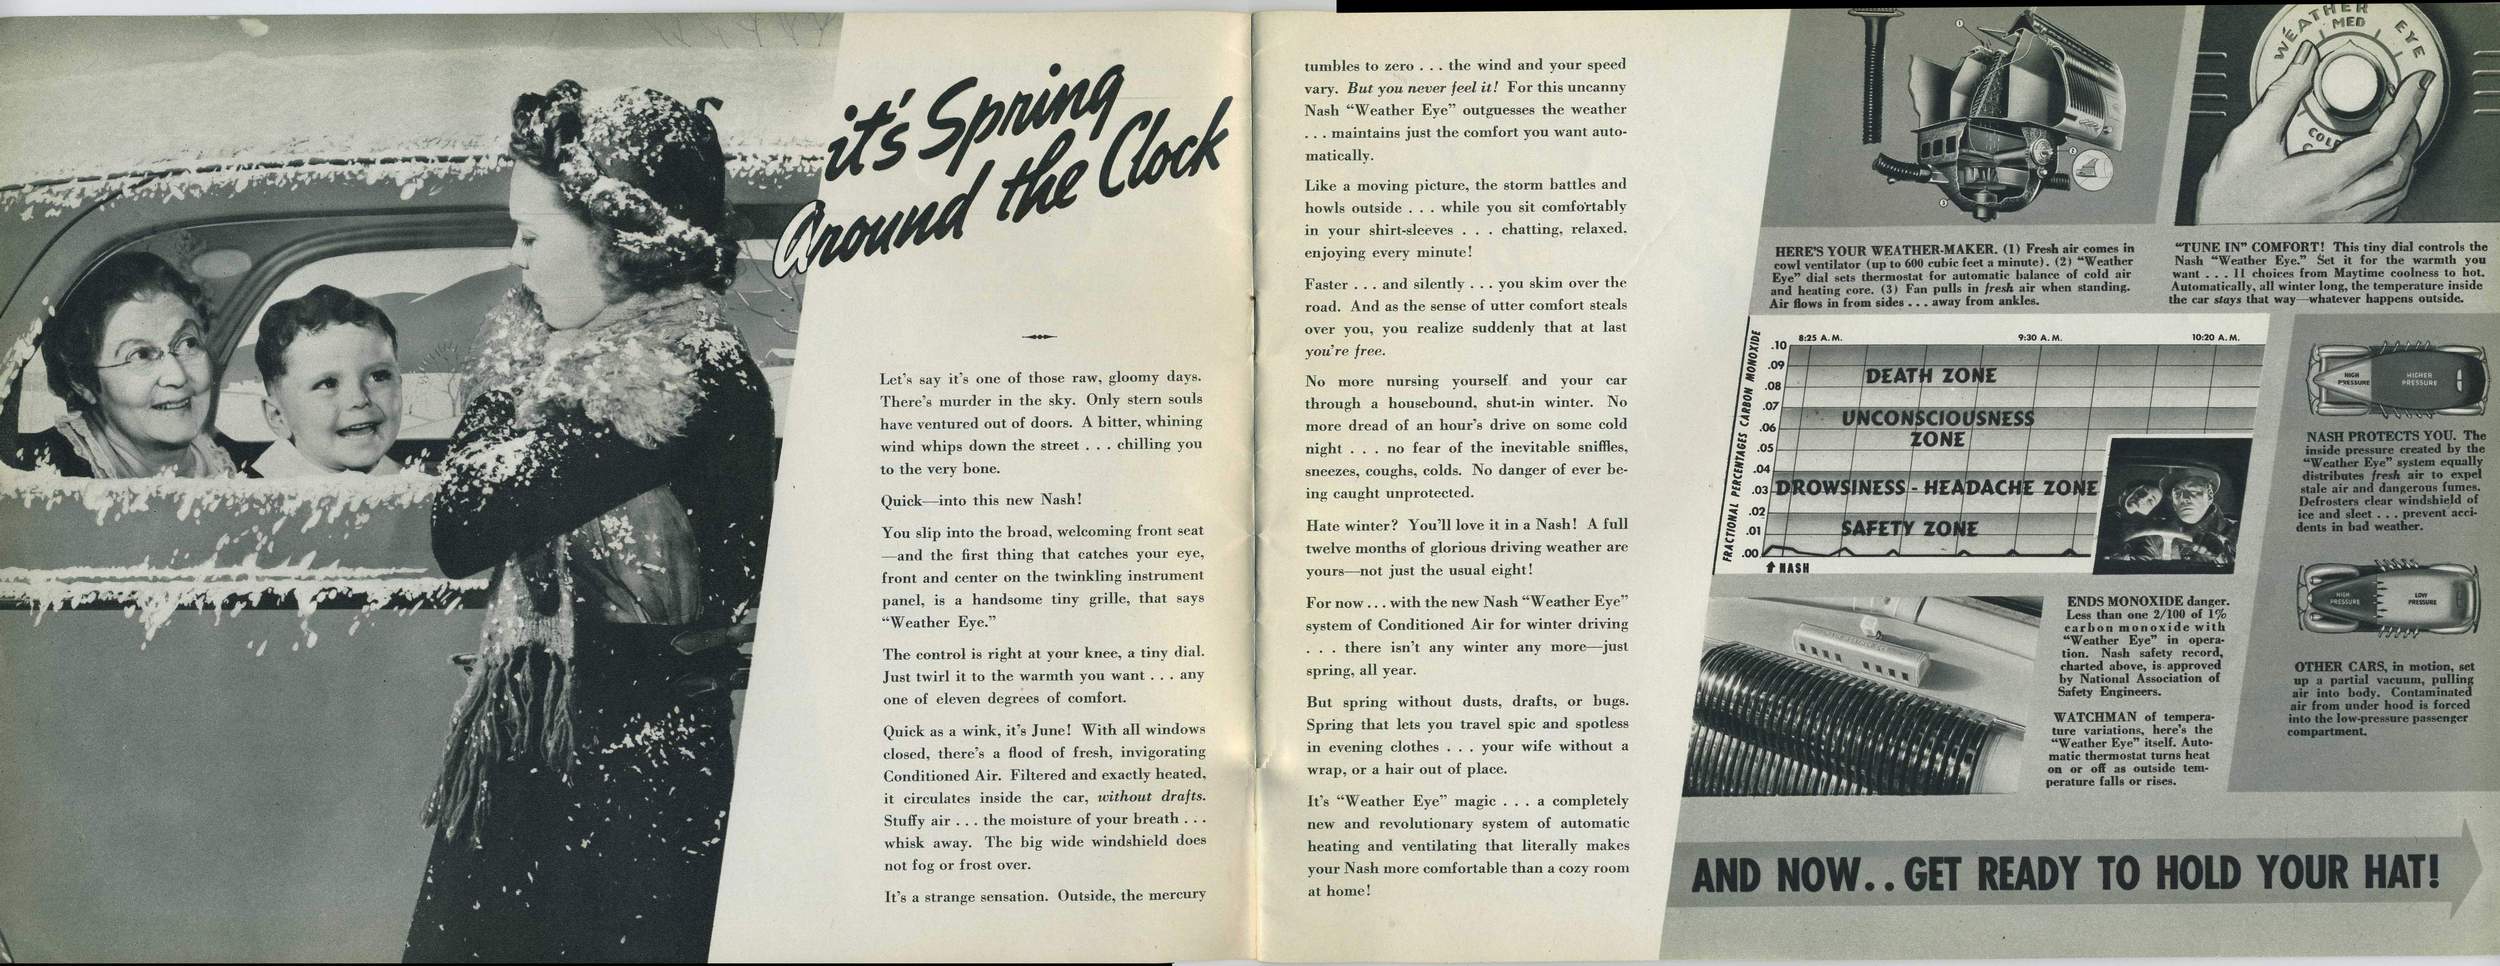 it's Spring
Around the Clock
Let's say it's one of those raw, gloomy days.
There's murder in the sky. Only stern souls
have ventured out of doors. A bitter, whining
wind whips down the street . . . chilling you
to the very bone.
Quick—into this new Nash!
You slip into the broad, welcoming front seat
—and the first thing that catches your eye,
front and center on the twinkling instrument
panel, is a handsome tiny grille, that says
“Weather Eye.”
The control is right at your knee, a tiny dial.
Just twirl it to the warmth you want . . . any
one of eleven degrees of comfort.
Quick as a wink, it's June! With all windows
closed, there's a flood of fresh, invigorating
Conditioned Air. Filtered and exactly heated,
it circulates inside the car, without drafts.
Stuffy air . . . the moisture of your breath . . .
whisk away. The big wide windshield does
not fog or frost over.
It's a strange sensation. Outside, the mercury
tumbles to zero . . . the wind and your speed
vary. But you never feel it! For this uncanny
Nash “Weather Eye” outguesses the weather
. . . maintains just the comfort you want auto-
matically.
Like a moving picture, the storm battles and
howls outside . . . while you sit comfortably
in your shirt-sleeves . . . chatting, relaxed,
enjoying every minute!
Faster . . . and silently . . . you skim over the
road. And as the sense of utter comfort steals
over you, you realize suddenly that at last
you're free.
No more nursing yourself and your car
through a housebound, shut-in winter. No
more dread of an hour's drive on some cold
night . . . no fear of the inevitable sniffles,
sneezes, coughs, colds. No danger of ever be-
ing caught unprotected.
Hate winter? You'll love it in a Nash! A full
twelve months of glorious driving weather are
yours—not just the usual eight!
For now . . . with the new Nash “Weather Eye”
system of Conditioned Air for winter driving
. . . there isn't any winter any more—just
spring, all year.
But spring without dusts, drafts, or bugs.
Spring that lets you travel spic and spotless
in evening clothes . . . your wife without a
wrap, or a hair out of place.
It's “Weather Eye” magic . . . a completely
new and revolutionary system of automatic
heating and ventilating that literally makes
your Nash more comfortable than a cozy room
at home!
1
2
3
HERE'S YOUR WEATHER-MAKER. (1) Fresh air comes in
cowl ventilator (up to 600 cubic feet a minute). (2) “Weather
Eye” dial sets thermostat for automatic balance of cold air
and heating core. (3) Fan pulls in fresh air when standing.
Air flows in from sides . . . away from ankles.
WEATHER EYE
MED
COLD
“TUNE IN” COMFORT! This tiny dial controls the
Nash “Weather Eye.” Set it for the warmth you
want . . . 11 choices from Maytime coolness to hot.
Automatically, all winter long, the temperature inside
the car stays that way—whatever happens outside.
FRACTIONAL PERCENTAGES CARBON MONOXIDE
8:25 A.M. 9:30 A.M. 10:20 A.M.
.10
.09
.08
.07
.06
.05
.04
.03
.02
.01
.00
DEATH ZONE
UNCONSCIOUSNESS
ZONE
DROWSINESS - HEADACHE ZONE
SAFETY ZONE
NASH
HIGH
PRESSURE
HIGHER
PRESSURE
NASH PROTECTS YOU. The
inside pressure created by the
“Weather Eye” system equally
distributes fresh air to expel
stale air and dangerous fumes.
Defrosters clear windshield of
ice and sleet . . . prevent acci-
dents in bad weather.
HIGH
PRESSURE
LOW
PRESSURE
OTHER CARS, in motion, set
up a partial vacuum, pulling
air into body. Contaminated
air from under hood is forced
into the low-pressure passenger
compartment.
ENDS MONOXIDE danger.
Less than one 2/100 of 1%
carbon monoxide with
“Weather Eye” in opera-
tion. Nash safety record,
charted above, is approved
by National Association of
Safety Engineers.
WATCHMAN of tempera-
ture variations, here's the
“Weather Eye” itself. Auto-
matic thermostat turns heat
on or off as outside tem-
perature falls or rises.
AND NOW . . GET READY TO HOLD YOUR HAT!